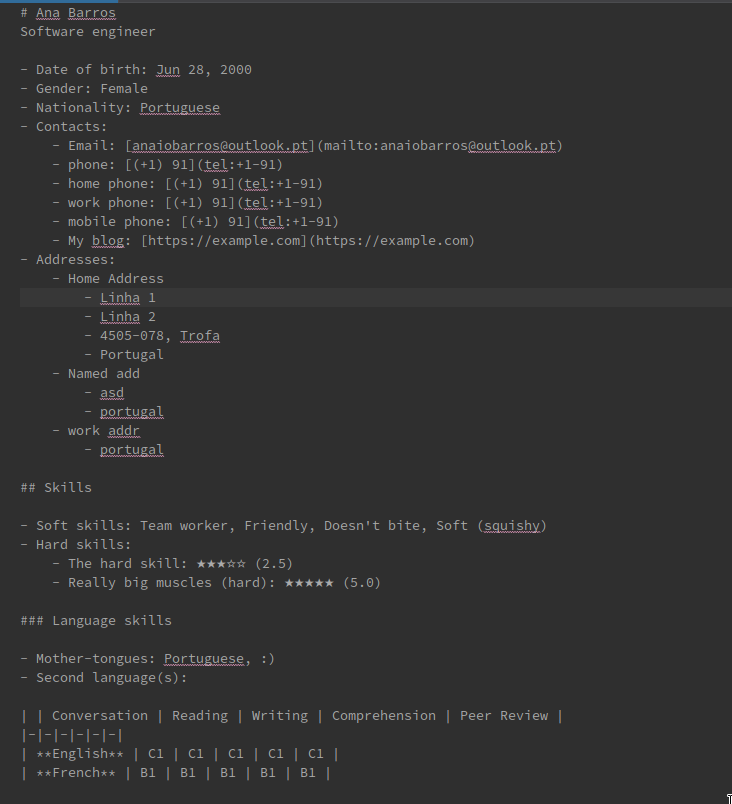 # Ana Barros
Software engineer
- Date of birth: Jun 28, 2000
- Gender: Female
- Nationality: Portuguese
- Contacts:
- Email: [anaiobarros@outlook.pt](mailto:anaiobarros@outlook.pt)
- phone: [(+1) 91](tel:+1-91)
- home phone: [(+1) 91](tel:+1-91)
- work phone: [(+1) 91](tel:+1-91)
- mobile phone: [(+1) 91](tel:+1-91)
- My blog: [https://example.com](https://example.com)
- Addresses:
- Home Address
- Linha 1
- Linha 2
- 4505-078, Trofa
- Portugal
- Named add
- asd
- portugal
- work addr
- portugal
## Skills
- Soft skills: Team worker, Friendly, Doesn't bite, Soft (squishy)
- Hard skills:
- The hard skill: ★★★☆☆ (2.5)
- Really big muscles (hard): ★★★★★ (5.0)
### Language skills
- Mother-tongues: Portuguese, :)
- Second language(s):
| | Conversation | Reading | Writing | Comprehension | Peer Review |
|-|-|-|-|-|-|
| **English** | C1 | C1 | C1 | C1 | C1 |
| **French** | B1 | B1 | B1 | B1 | B1 |